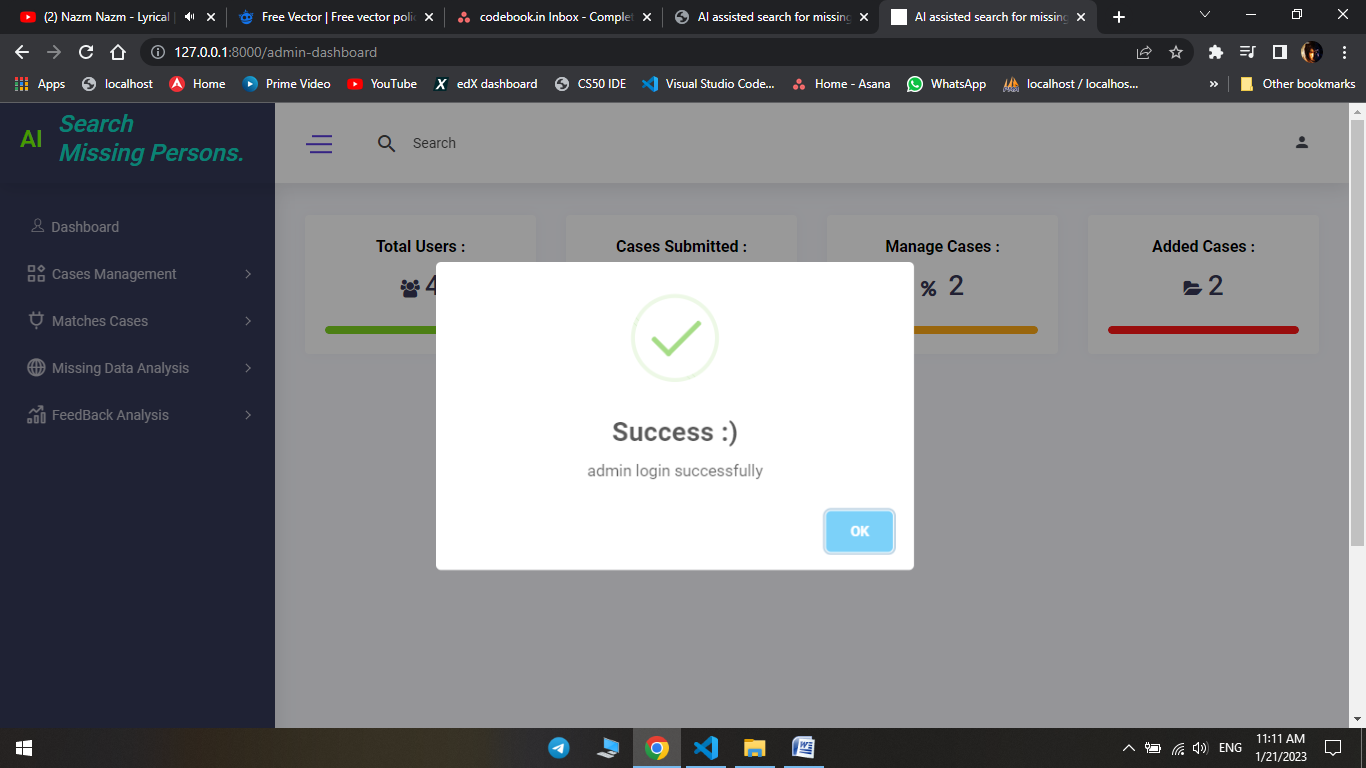 (2) Nazm Nazm - Lyrical
Free Vector | Free vector polic
codebook.in Inbox - Complet
AI assisted search for missing
AI assisted search for missing
127.0.0.1:8000/admin-dashboard
Apps
localhost
Home
Prime Video
YouTube
edX dashboard
CS50 IDE
Visual Studio Code...
Home - Asana
WhatsApp
localhost / localhos...
»
Other bookmarks
AI
Search
Missing Persons.
Search
Dashboard
Cases Management
Matches Cases
Missing Data Analysis
FeedBack Analysis
Total Users :
4
Cases Submitted :
Manage Cases :
% 2
Added Cases :
2
Success :)
admin login successfully
OK
ENG
11:11 AM
1/21/2023